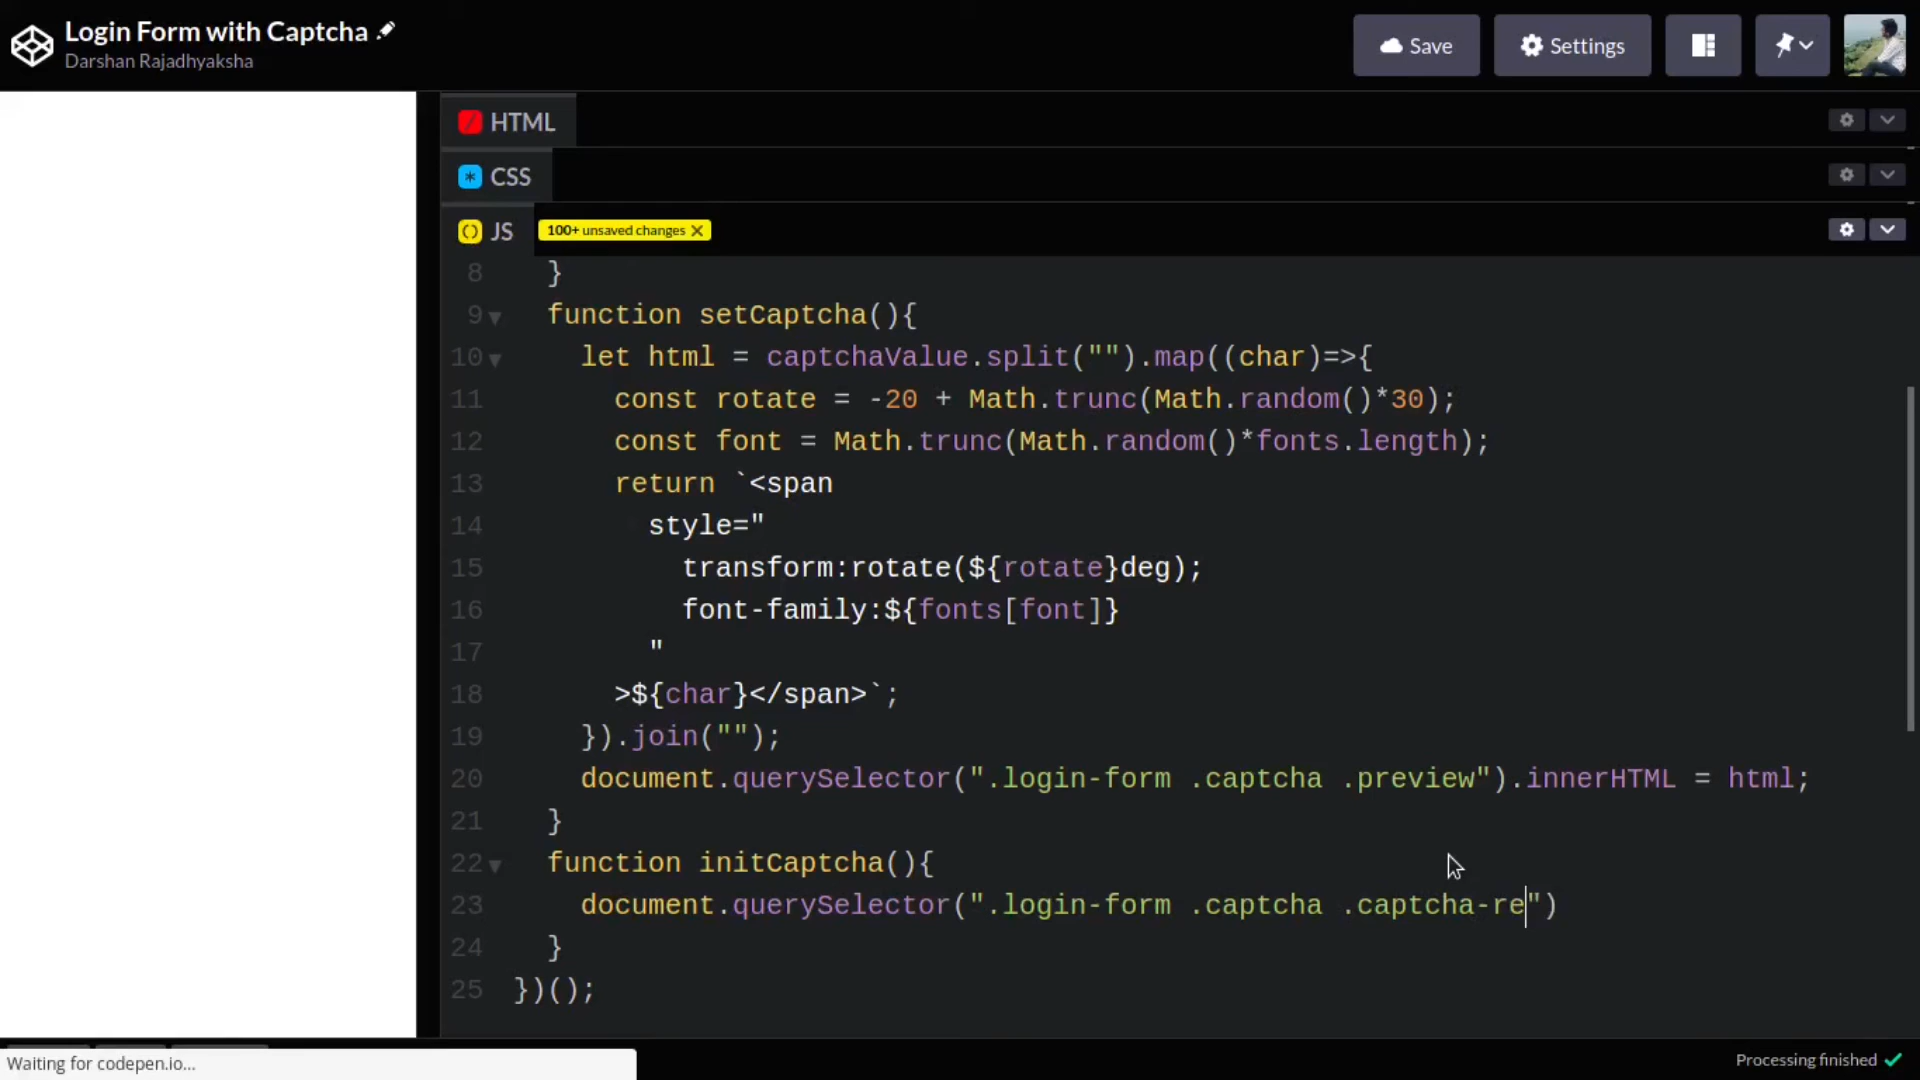 Login Form with Captcha
Darshan Rajadhyaksha
Save
Settings
HTML
CSS
JS
100+ unsaved changes X
8 }
9 function setCaptcha(){
10 let html = captchaValue.split("").map((char)=>{
11 const rotate = -20 + Math.trunc(Math.random()*30);
12 const font = Math.trunc(Math.random()*fonts.length);
13 return `<span
14 style="
15 transform:rotate(${rotate}deg);
16 font-family:${fonts[font]}
17 "
18 >${char}</span>`;
19 }).join("");
20 document.querySelector(".login-form .captcha .preview").innerHTML = html;
21 }
22 function initCaptcha(){
23 document.querySelector(".login-form .captcha .captcha-re")
24 }
25 })();
Waiting for codepen.io...
Processing finished